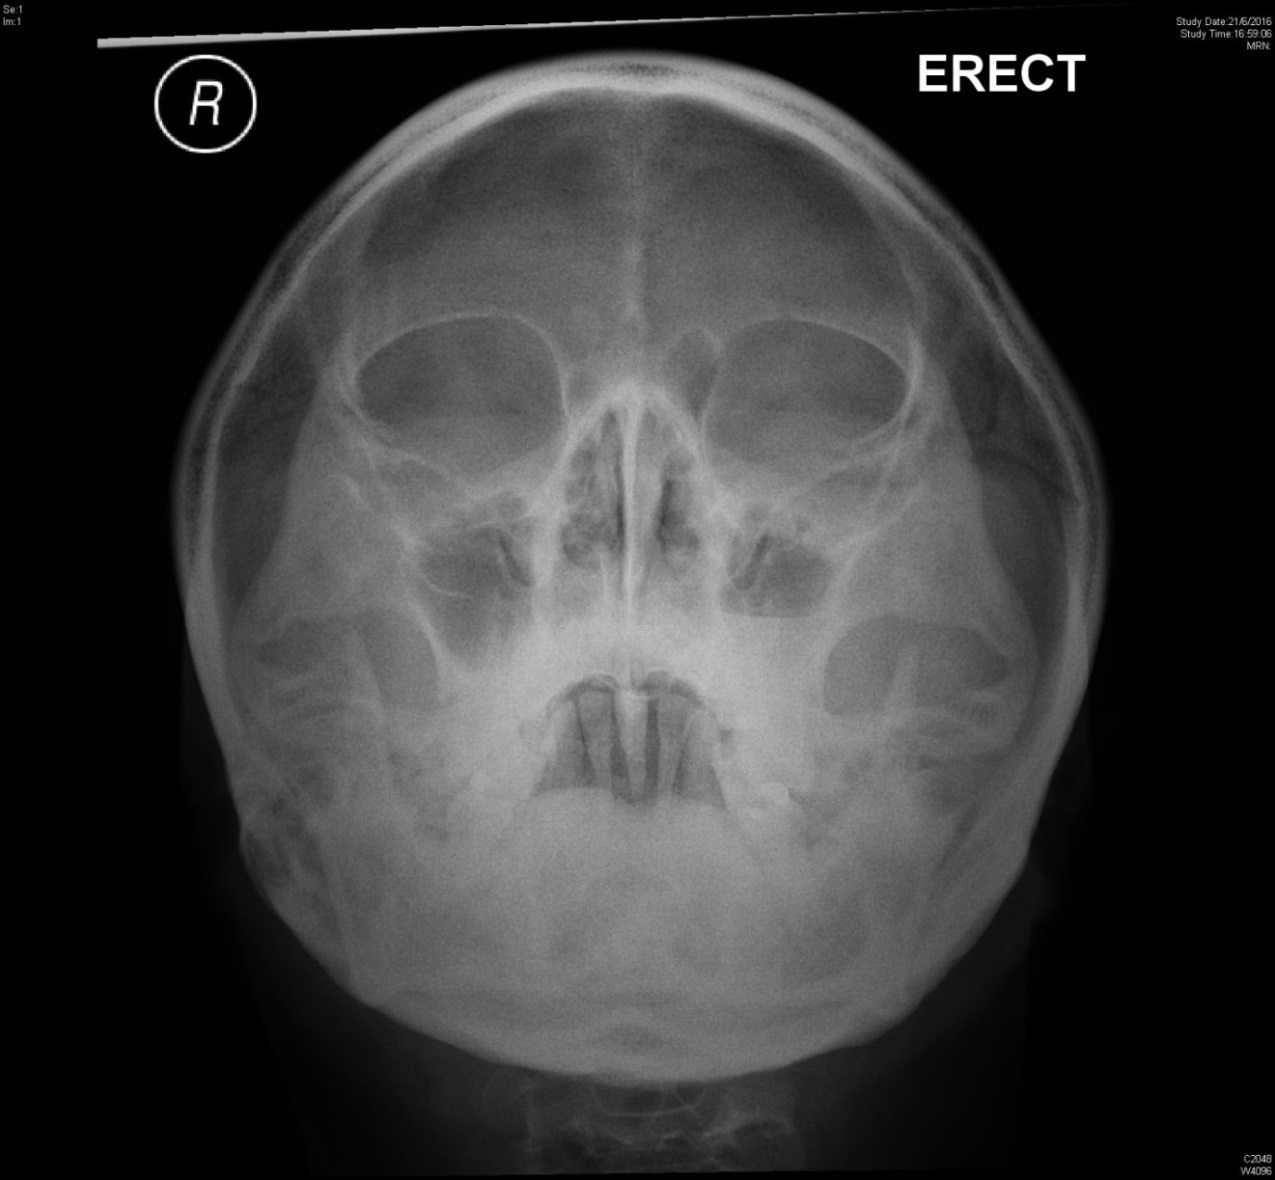 Se:1
Im:1
Study Date:21/6/2016
Study Time:16:59:06
MRN:
R
ERECT
C2048
W4096